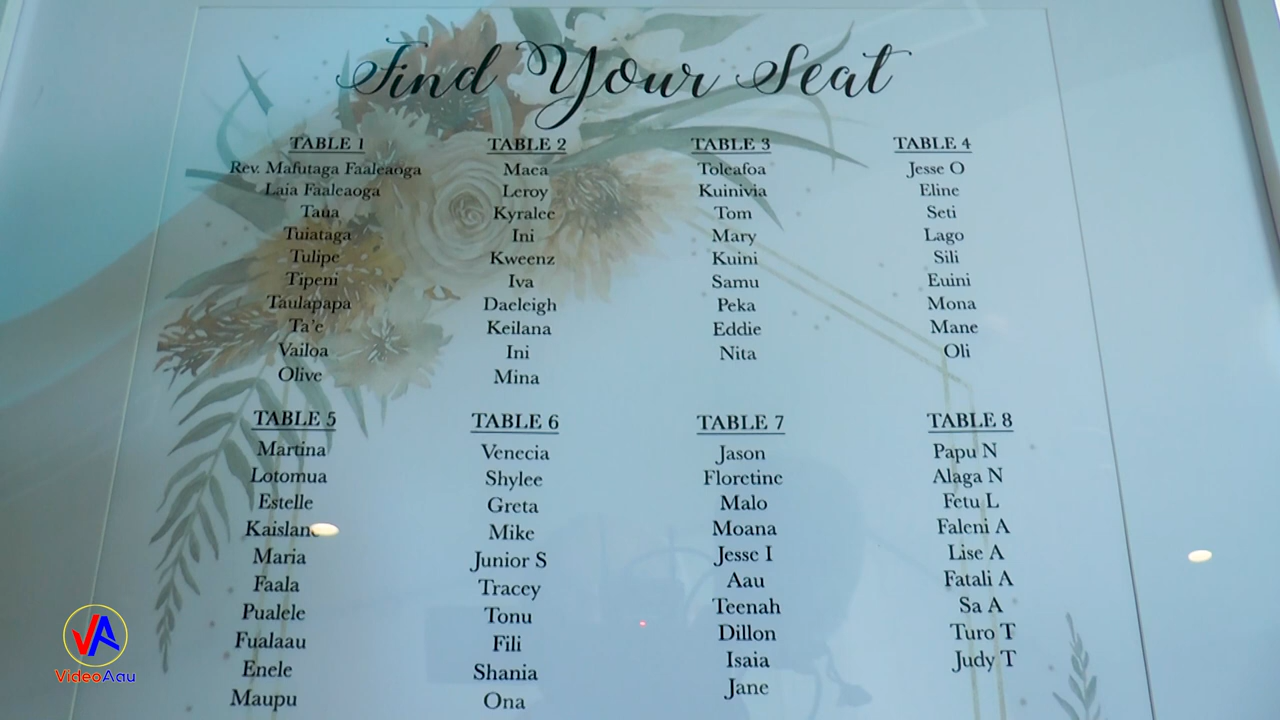 Find Your Seat
TABLE 1
Rev. Mafutaga Faaleaoga
Laia Faaleaoga
Taua
Tuiataga
Tulipe
Tipeni
Taulapapa
Ta'e
Vailoa
Olive
TABLE 2
Maea
Leroy
Kyralee
Ini
Kweenz
Iva
Daeleigh
Keilana
Ini
Mina
TABLE 3
Toleafoa
Kuinivia
Tom
Mary
Kuini
Samu
Peka
Eddie
Nita
TABLE 4
Jesse O
Eline
Seti
Lago
Sili
Euini
Mona
Mane
Oli
TABLE 5
Martina
Lotomua
Estelle
Maria
Faala
Pualele
Fualaau
Enele
Maupu
TABLE 6
Venecia
Shylee
Greta
Mike
Junior S
Tracey
Tonu
Fili
Shania
Ona
TABLE 7
Jason
Floretine
Malo
Moana
Jesse I
Aau
Teenah
Dillon
Isaia
Jane
TABLE 8
Papu N
Alaga N
Fetu L
Faleni A
Lise A
Fatali A
Sa A
Turo T
Judy T
VA
VideoAau